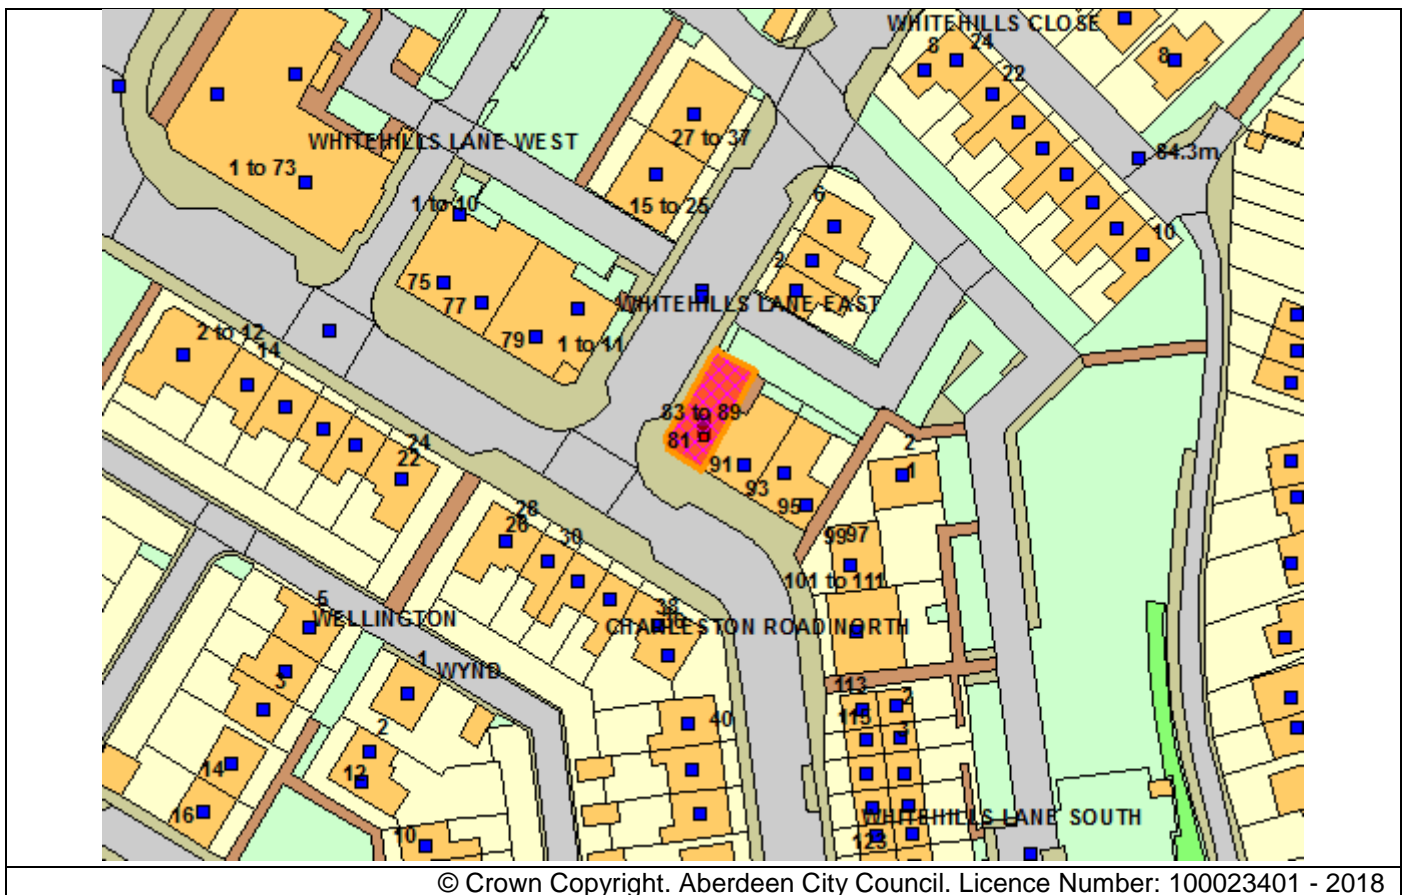 WHITEHILLS CLOSE
8
24
8
22
27 to 37
WHITEHILLS LANE WEST
84.3m
1 to 73
6
1 to 10
15 to 25
10
2
75
77
WHITEHILLS LANE EAST
79
1 to 11
2 to 12
14
83 to 89
81
24
22
91
93
95
2
1
28
26
30
99
97
101 to 111
5
WELLINGTON
38
36
CHARLESTON ROAD NORTH
1
WYND
3
113
2
115
3
40
2
14
12
16
10
WHITEHILLS LANE SOUTH
123
© Crown Copyright. Aberdeen City Council. Licence Number: 100023401 - 2018